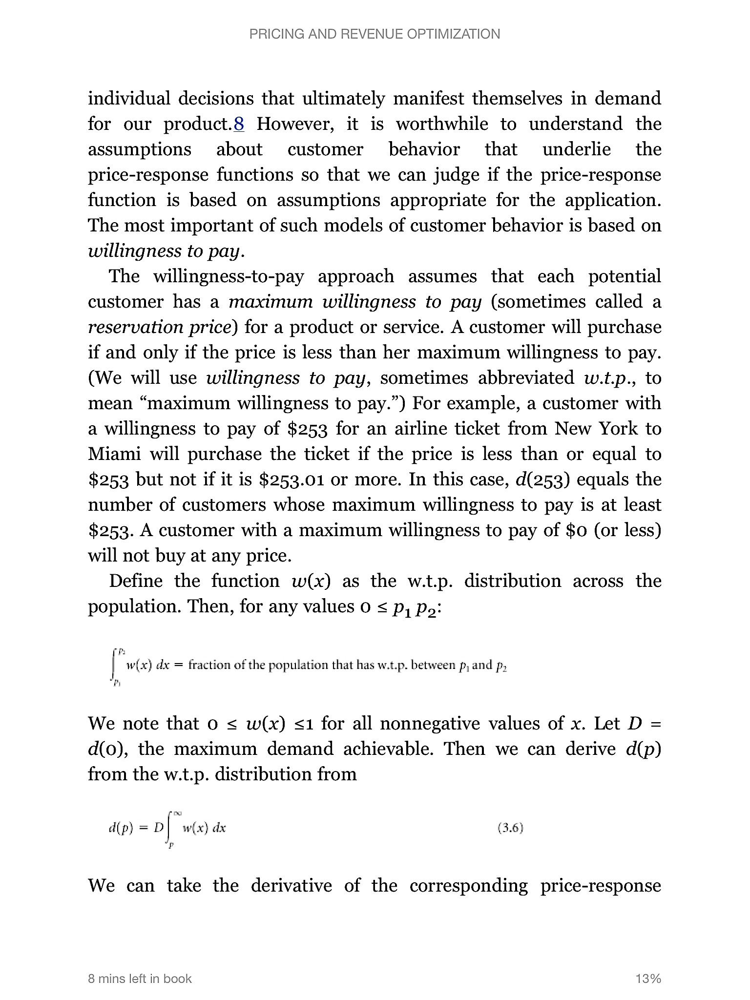 PRICING AND REVENUE OPTIMIZATION
individual decisions that ultimately manifest themselves in demand
for our product.8 However, it is worthwhile to understand the
assumptions about customer behavior that underlie the
price-response functions so that we can judge if the price-response
function is based on assumptions appropriate for the application.
The most important of such models of customer behavior is based on
willingness to pay.
The willingness-to-pay approach assumes that each potential
customer has a maximum willingness to pay (sometimes called a
reservation price) for a product or service. A customer will purchase
if and only if the price is less than her maximum willingness to pay.
(We will use willingness to pay, sometimes abbreviated w.t.p., to
mean “maximum willingness to pay.”) For example, a customer with
a willingness to pay of $253 for an airline ticket from New York to
Miami will purchase the ticket if the price is less than or equal to
$253 but not if it is $253.01 or more. In this case, d(253) equals the
number of customers whose maximum willingness to pay is at least
$253. A customer with a maximum willingness to pay of $0 (or less)
will not buy at any price.
Define the function w(x) as the w.t.p. distribution across the
population. Then, for any values 0 ≤ p₁ p₂:
∫p₁p₂ w(x) dx = fraction of the population that has w.t.p. between p₁ and p₂
We note that 0 ≤ w(x) ≤1 for all nonnegative values of x. Let D =
d(0), the maximum demand achievable. Then we can derive d(p)
from the w.t.p. distribution from
d(p) = D∫p∞ w(x) dx (3.6)
We can take the derivative of the corresponding price-response
8 mins left in book 13%